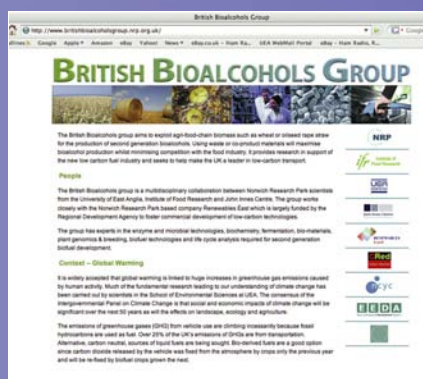 British Bioalcohols Group
http://www.britishbioalcoholsgroup.nrp.org.uk/
Google Apple Amazon eBay Yahoo! News
UEA WebMail Portal
BRITISH BIOALCOHOLS GROUP
The British Bioalcohols group aims to exploit agri-food-chain biomass such as wheat or oilseed rape straw
for the production of second generation bioalcohols. Using waste or co-product materials will maximise
bioalcohol production whilst minimising competition with the food industry. It provides research in support of
the new low carbon fuel industry and seeks to help make the UK a leader in low-carbon transport.
People
The British Bioalcohols group is a multidisciplinary collaboration between Norwich Research Park scientists
from the University of East Anglia, Institute of Food Research and John Innes Centre. The group works
closely with the Norwich Research Park based company Renewables East which is largely funded by the
Regional Development Agency to foster commercial development of low-carbon technologies.
The group has experts in the enzyme and microbial technologies, biochemistry, fermentation, bio-materials,
plant genomics & breeding, biofuel technologies and life cycle analysis required for second generation
biofuel development.
Context – Global Warming
It is widely accepted that global warming is linked to huge increases in greenhouse gas emissions caused
by human activity. Much of the fundamental research leading to our understanding of climate change has
been carried out by scientists in the School of Environmental Sciences at UEA. The consensus of the
Intergovernmental Panel on Climate Change is that social and economic impacts of climate change will be
significant over the next 50 years as will the effects on landscape, ecology and agriculture.
The emissions of greenhouse gases (GHG) from vehicle use are climbing incessantly because fossil
hydrocarbons are used as fuel. Over 25% of the UK's emissions of GHGs are from transportation.
Alternative, carbon neutral, sources of liquid fuels are being sought. Bio-derived fuels are a good option
since carbon dioxide released by the vehicle was fixed from the atmosphere by crops only the previous year
and will be re-fixed by biofuel crops grown the next.
NRP
ifr Institute of
Food Research
UEA
RENEWABLES
East
Red
ncyc
EEDA